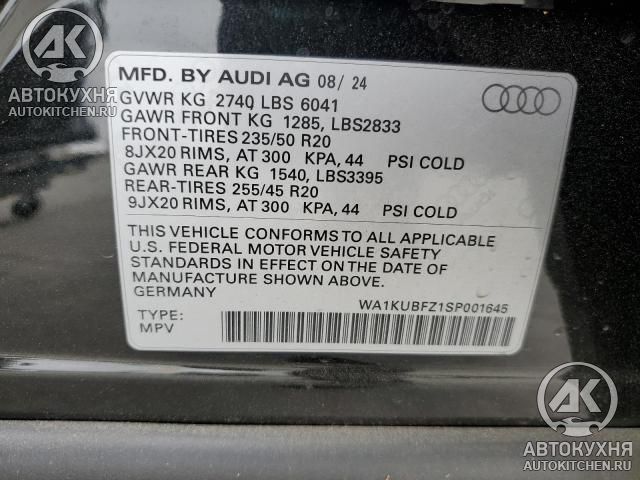 AK
АВТОКУХНЯ
AUTOKITCHEN.RU
MFD. BY AUDI AG 08/ 24
GVWR KG 2740 LBS 6041
GAWR FRONT KG 1285, LBS2833
FRONT-TIRES 235/50 R20
8JX20 RIMS, AT 300 KPA, 44 PSI COLD
GAWR REAR KG 1540, LBS3395
REAR-TIRES 255/45 R20
9JX20 RIMS, AT 300 KPA, 44 PSI COLD
THIS VEHICLE CONFORMS TO ALL APPLICABLE
U.S. FEDERAL MOTOR VEHICLE SAFETY
STANDARDS IN EFFECT ON THE DATE OF
MANUFACTURE SHOWN ABOVE.
GERMANY WA1KUBFZ1SP001645
TYPE:
MPV
AK
АВТОКУХНЯ
AUTOKITCHEN.RU